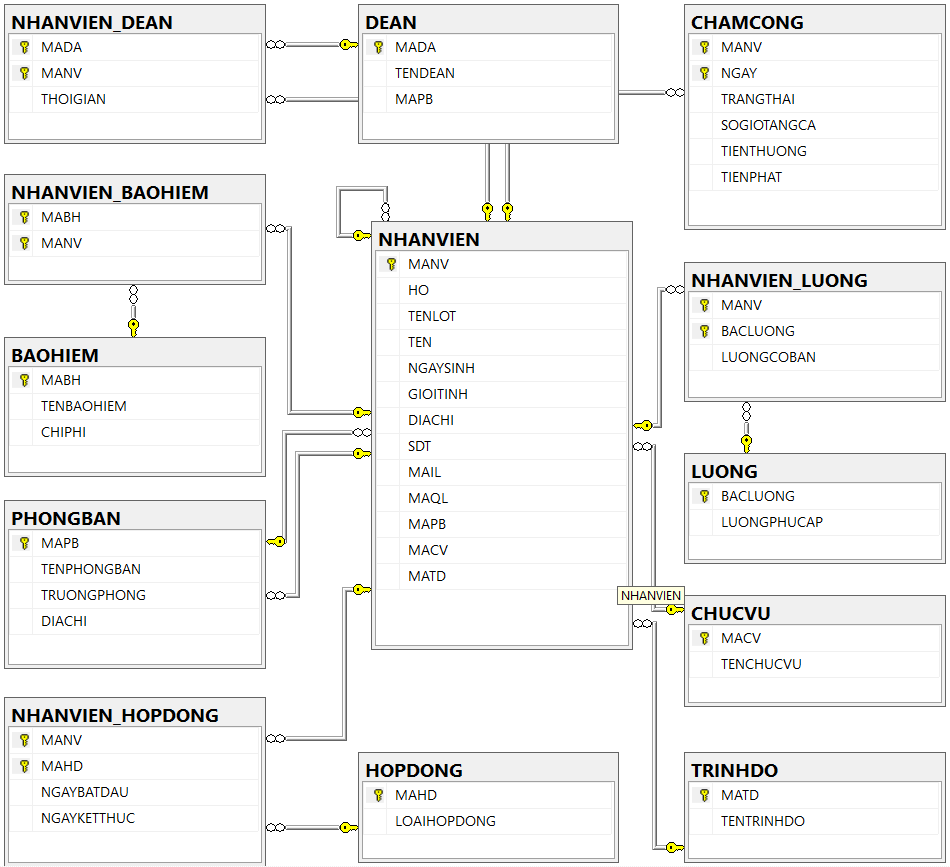 NHANVIEN_DEAN
MADA
MANV
THOIGIAN
DEAN
MADA
TENDEAN
MAPB
CHAMCONG
MANV
NGAY
TRANGTHAI
SOGIOTANGCA
TIENTHUONG
TIENPHAT
NHANVIEN_BAOHIEM
MABH
MANV
NHANVIEN
MANV
HO
TENLOT
TEN
NGAYSINH
GIOITINH
DIACHI
SDT
MAIL
MAQL
MAPB
MACV
MATD
NHANVIEN_LUONG
MANV
BACLUONG
LUONGCOBAN
BAOHIEM
MABH
TENBAOHIEM
CHIPHI
LUONG
BACLUONG
LUONGPHUCAP
PHONGBAN
MAPB
TENPHONGBAN
TRUONGPHONG
DIACHI
NHANVIEN
CHUCVU
MACV
TENCHUCVU
NHANVIEN_HOPDONG
MANV
MAHD
NGAYBATDAU
NGAYKETTHUC
HOPDONG
MAHD
LOAIHOPDONG
TRINHDO
MATD
TENTRINHDO